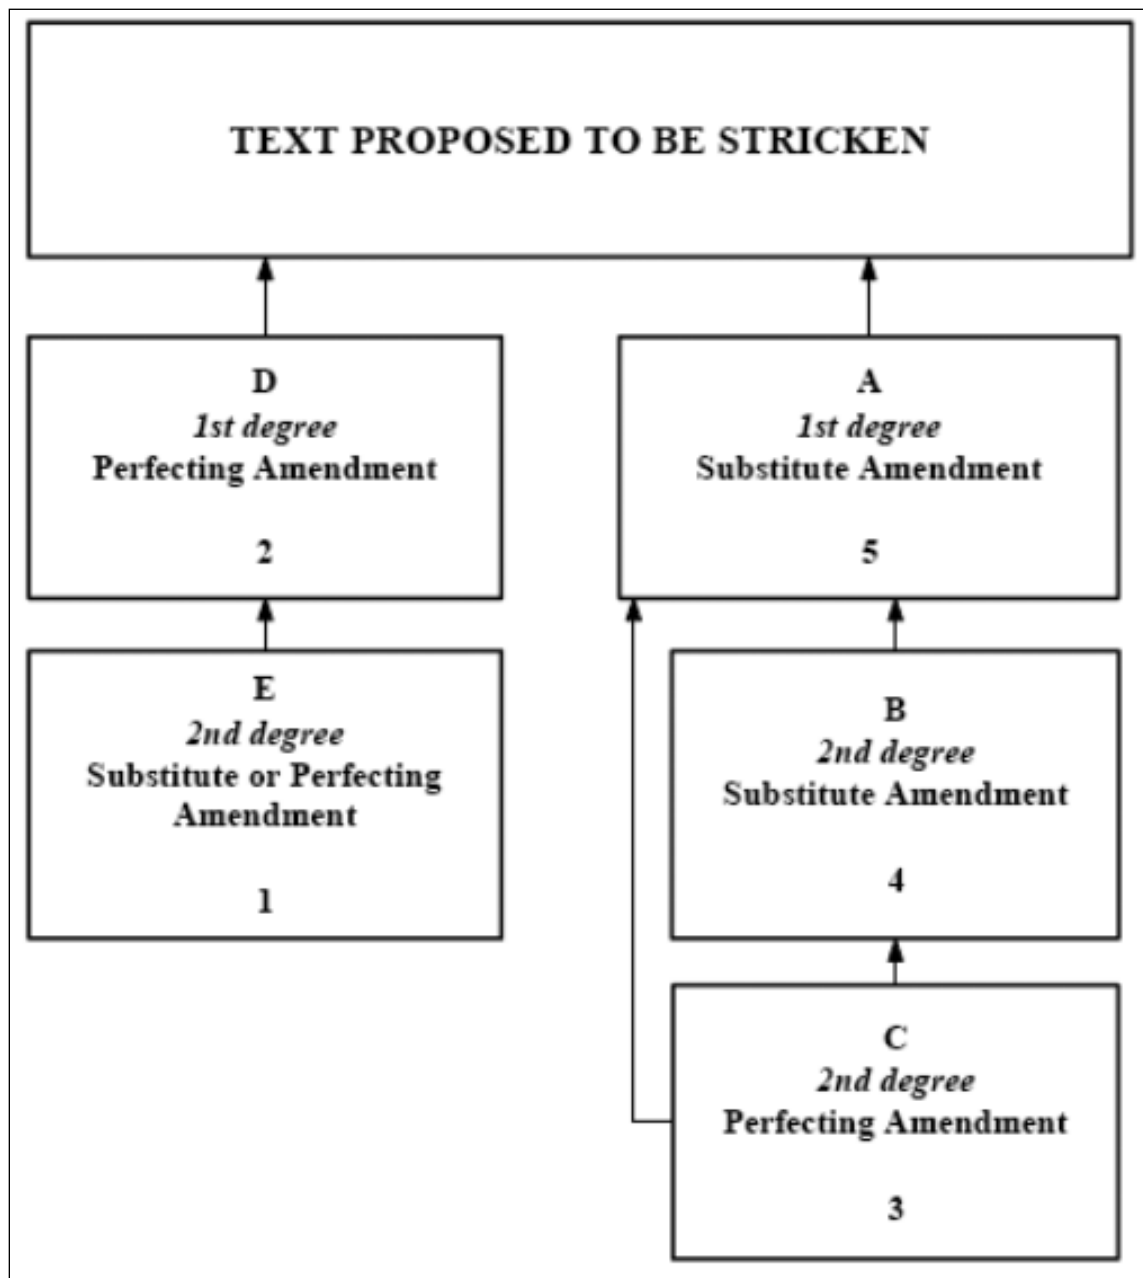 TEXT PROPOSED TO BE STRICKEN
D
1st degree
Perfecting Amendment
2
A
1st degree
Substitute Amendment
5
E
2nd degree
Substitute or Perfecting
Amendment
1
B
2nd degree
Substitute Amendment
4
C
2nd degree
Perfecting Amendment
3